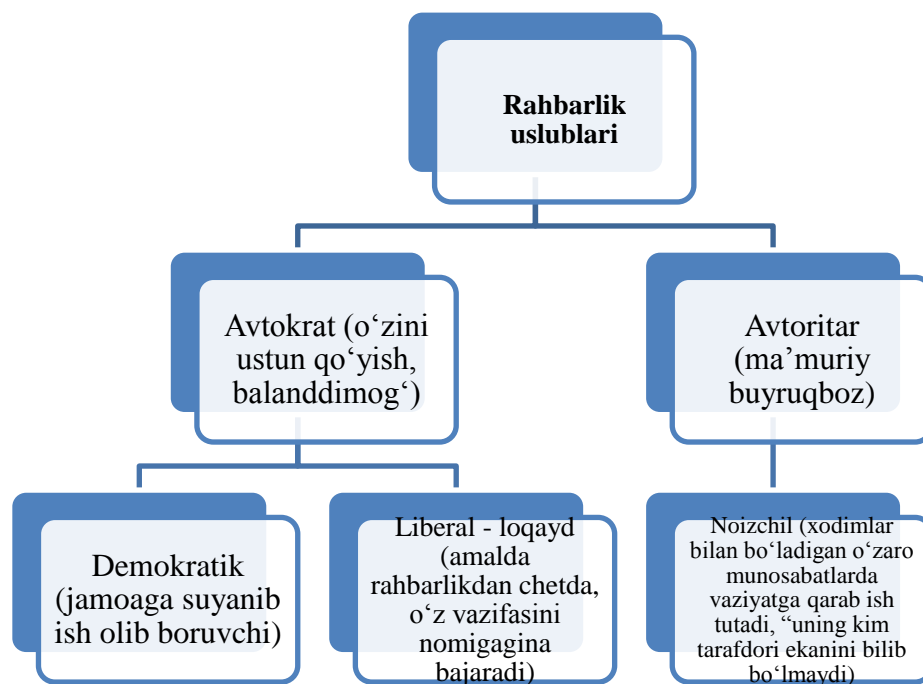 Rahbarlik
uslublari
Avtokrat (o‘zini
ustun qo‘yish,
balanddimog‘)
Avtoritar
(ma’muriy
buyruqboz)
Demokratik
(jamoaga suyanib
ish olib boruvchi)
Liberal - loqayd
(amalda
rahbarlikdan chetda,
o‘z vazifasini
nomigagina
bajaradi)
Noizchil (xodimlar
bilan bo‘ladigan o‘zaro
munosabatlarda
vaziyatga qarab ish
tutadi, “uning kim
tarafdori ekanini bilib
bo‘lmaydi)